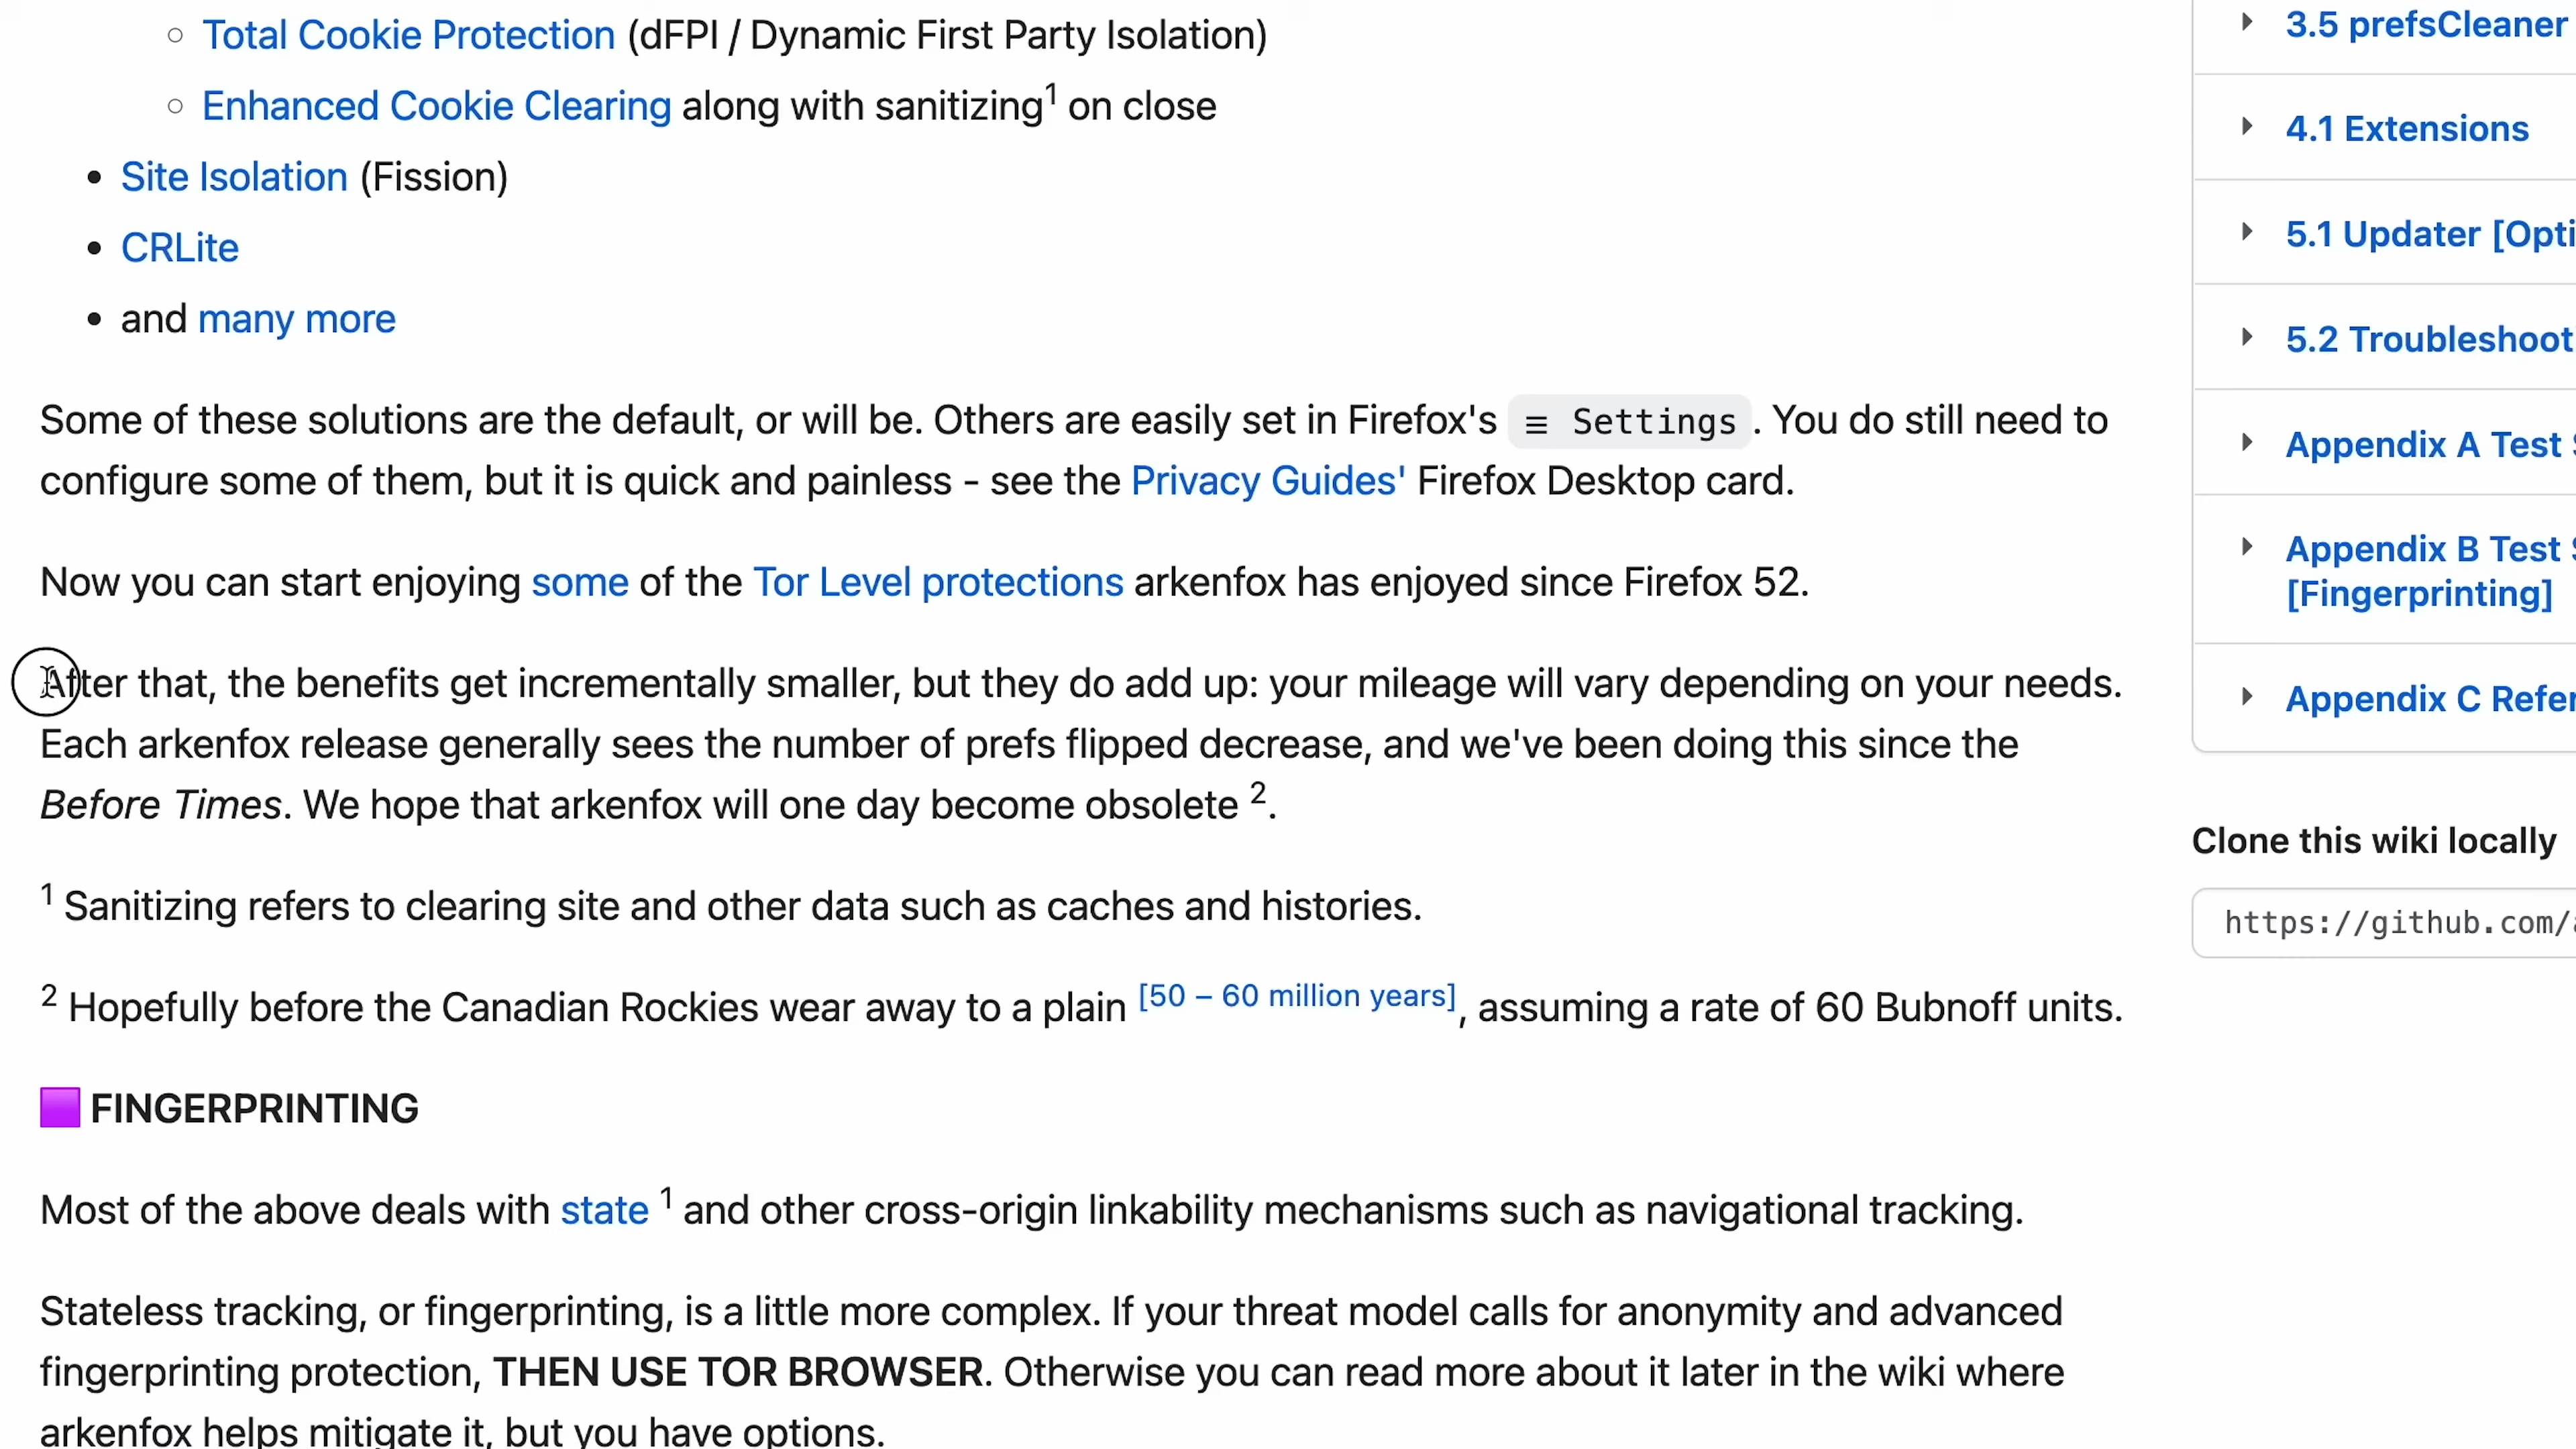 Total Cookie Protection (dFPI / Dynamic First Party Isolation)
Enhanced Cookie Clearing along with sanitizing1 on close
Site Isolation (Fission)
CRLite
and many more
Some of these solutions are the default, or will be. Others are easily set in Firefox's ≡ Settings . You do still need to
configure some of them, but it is quick and painless - see the Privacy Guides' Firefox Desktop card.
Now you can start enjoying some of the Tor Level protections arkenfox has enjoyed since Firefox 52.
After that, the benefits get incrementally smaller, but they do add up: your mileage will vary depending on your needs.
Each arkenfox release generally sees the number of prefs flipped decrease, and we've been doing this since the
Before Times. We hope that arkenfox will one day become obsolete 2.
1 Sanitizing refers to clearing site and other data such as caches and histories.
2 Hopefully before the Canadian Rockies wear away to a plain [50 – 60 million years], assuming a rate of 60 Bubnoff units.
FINGERPRINTING
Most of the above deals with state 1 and other cross-origin linkability mechanisms such as navigational tracking.
Stateless tracking, or fingerprinting, is a little more complex. If your threat model calls for anonymity and advanced
fingerprinting protection, THEN USE TOR BROWSER. Otherwise you can read more about it later in the wiki where
arkenfox helps mitigate it, but you have options.
3.5 prefsCleaner
4.1 Extensions
5.1 Updater [Opti
5.2 Troubleshoot
Appendix A Test S
Appendix B Test S
[Fingerprinting]
Appendix C Refer
Clone this wiki locally
https://github.com/a